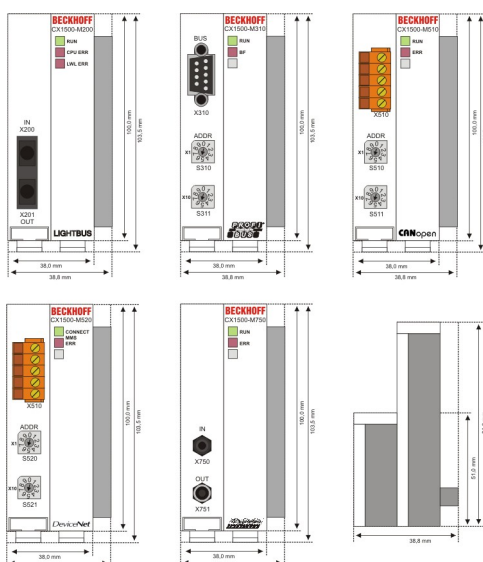 BECKHOFF
CX1500-M200
RUN
CPU ERR
LWL ERR
IN
X200
X201
OUT
LIGHTBUS
100,0 mm
103,5 mm
38,0 mm
38,8 mm
BECKHOFF
CX1500-M310
BUS
RUN
BF
X310
ADDR
X1
S310
X10
S311
PROFI
BUS
100,0 mm
103,5 mm
38,0 mm
38,8 mm
BECKHOFF
CX1500-M510
RUN
ERR
X510
ADDR
X1
S510
X10
S511
CANopen
100,0 mm
103,5 mm
38,0 mm
38,8 mm
BECKHOFF
CX1500-M520
CONNECT
MMS
ERR
X510
ADDR
X1
S520
X10
S521
DeviceNet
100,0 mm
103,5 mm
38,0 mm
BECKHOFF
CX1500-M750
RUN
ERR
IN
X750
OUT
X751
100,0 mm
103,5 mm
38,0 mm
51,0 mm
38,8 mm